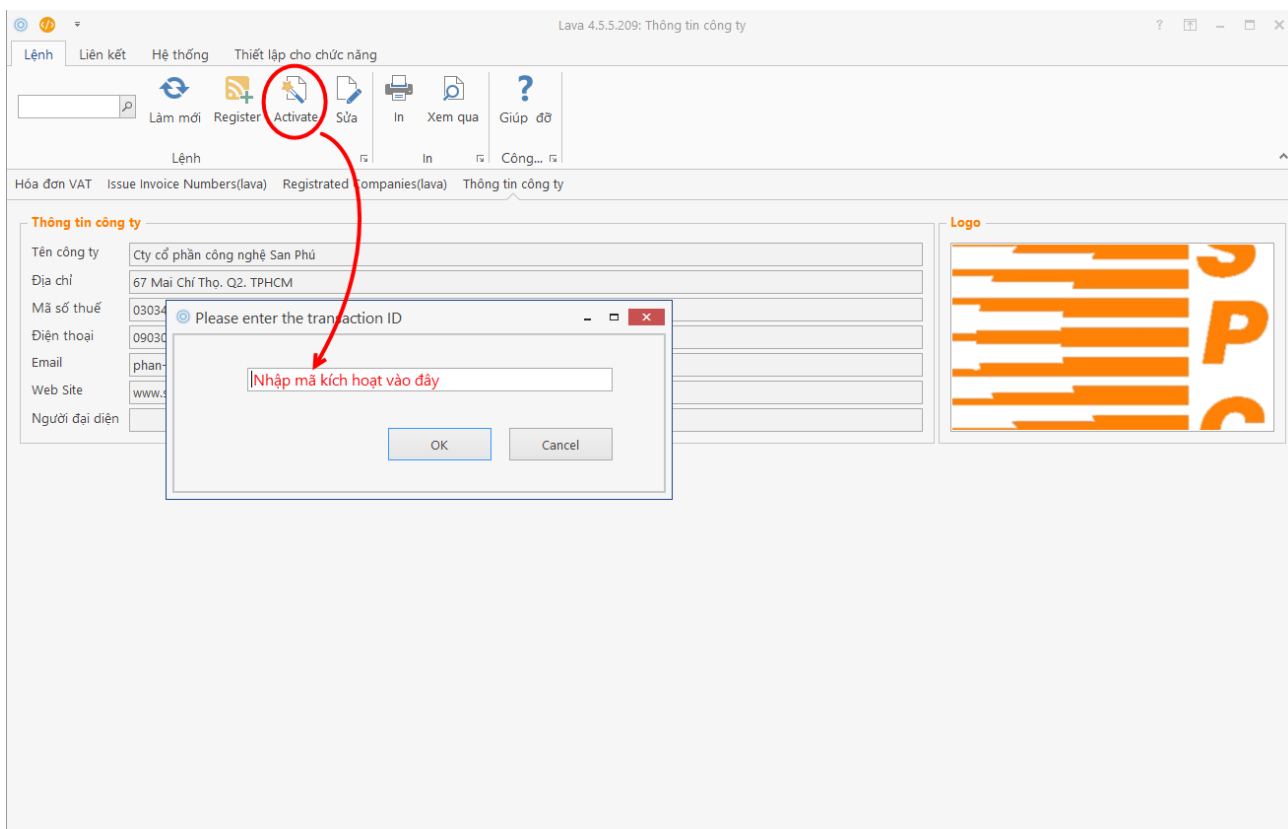 Lava 4.5.5.209: Thông tin công ty
Lệnh Liên kết Hệ thống Thiết lập cho chức năng
Làm mới Register Activate Sửa In Xem qua Giúp đỡ
Lệnh In Công...
Hóa đơn VAT Issue Invoice Numbers(lava) Registrated Companies(lava) Thông tin công ty
Thông tin công ty Logo
Tên công ty Cty cổ phần công nghệ San Phú
Địa chỉ 67 Mai Chí Thọ. Q2. TPHCM
Mã số thuế 03034
Điện thoại 09030
Email phan-
Web Site www.s
Người đại diện
Please enter the transaction ID
Nhập mã kích hoạt vào đây
OK Cancel
S
P
C